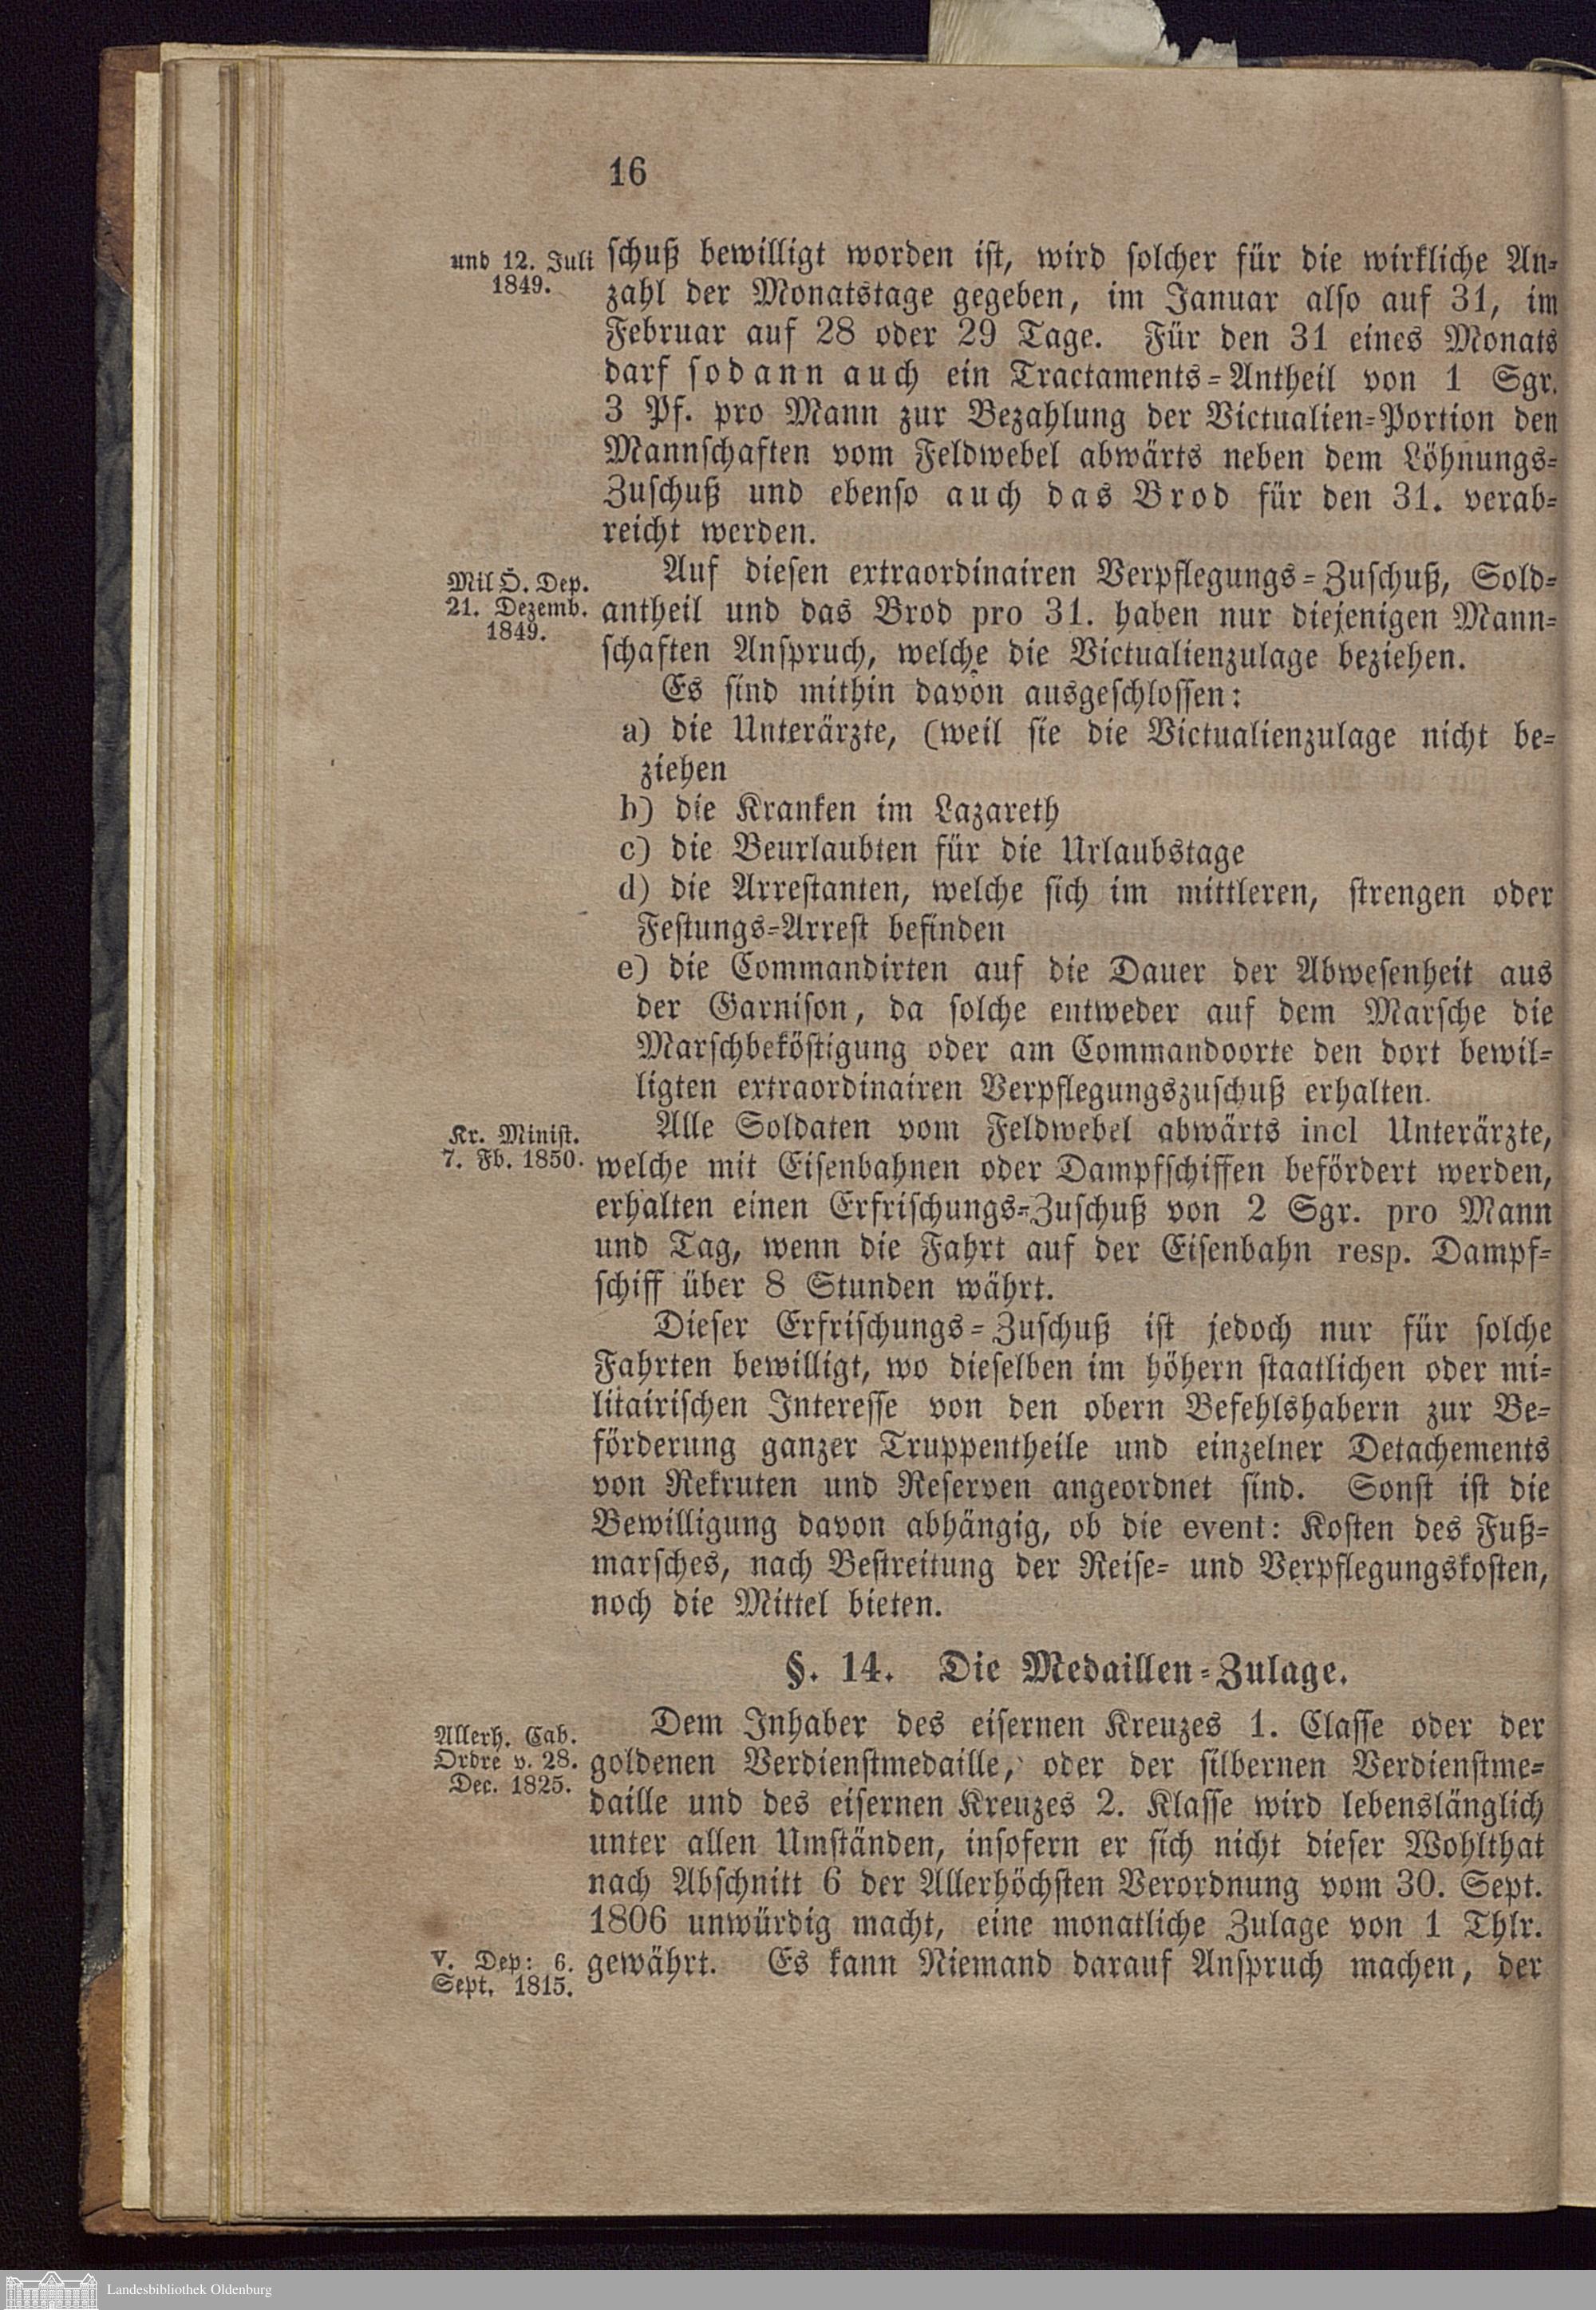 16
und 12. Juli
1849.
schuß bewilligt worden ist, wird solcher für die wirkliche An-
zahl der Monatstage gegeben, im Januar also auf 31, im
Februar auf 28 oder 29 Tage. Für den 31 eines Monats
darf sodann auch ein Tractaments-Antheil von 1 Sgr.
3 Pf. pro Mann zur Bezahlung der Victualien-Portion den
Mannschaften vom Feldwebel abwärts neben dem Löhnungs-
Zuschuß und ebenso auch das Brod für den 31. verab-
reicht werden.
Mil Ö. Dep.
21. Dezemb.
1849.
Auf diesen extraordinairen Verpflegungs-Zuschuß, Sold-
antheil und das Brod pro 31. haben nur diejenigen Mann-
schaften Anspruch, welche die Victualienzulage beziehen.
Es sind mithin davon ausgeschlossen:
a) die Unterärzte, (weil sie die Victualienzulage nicht be-
ziehen
b) die Kranken im Lazareth
c) die Beurlaubten für die Urlaubstage
d) die Arrestanten, welche sich im mittleren, strengen oder
Festungs-Arrest befinden
e) die Commandirten auf die Dauer der Abwesenheit aus
der Garnison, da solche entweder auf dem Marsche die
Marschbeköstigung oder am Commandoorte den dort bewil-
ligten extraordinairen Verpflegungszuschuß erhalten.
Kr. Minist.
7. Fb. 1850.
Alle Soldaten vom Feldwebel abwärts incl Unterärzte,
welche mit Eisenbahnen oder Dampfschiffen befördert werden,
erhalten einen Erfrischungs-Zuschuß von 2 Sgr. pro Mann
und Tag, wenn die Fahrt auf der Eisenbahn resp. Dampf-
schiff über 8 Stunden währt.
Dieser Erfrischungs-Zuschuß ist jedoch nur für solche
Fahrten bewilligt, wo dieselben im höhern staatlichen oder mi-
litairischen Interesse von den obern Befehlshabern zur Be-
förderung ganzer Truppentheile und einzelner Detachements
von Rekruten und Reserven angeordnet sind. Sonst ist die
Bewilligung davon abhängig, ob die event: Kosten des Fuß-
marsches, nach Bestreitung der Reise- und Verpflegungskosten,
noch die Mittel bieten.
§. 14. Die Medaillen-Zulage.
Allerh. Cab.
Ordre v. 28.
Dec. 1825.
Dem Inhaber des eisernen Kreuzes 1. Classe oder der
goldenen Verdienstmedaille, oder der silbernen Verdienstme-
daille und des eisernen Kreuzes 2. Klasse wird lebenslänglich
unter allen Umständen, insofern er sich nicht dieser Wohlthat
nach Abschnitt 6 der Allerhöchsten Verordnung vom 30. Sept.
1806 unwürdig macht, eine monatliche Zulage von 1 Thlr.
V. Dep: 6.
Sept. 1815.
gewährt. Es kann Niemand darauf Anspruch machen, der
Landesbibliothek Oldenburg